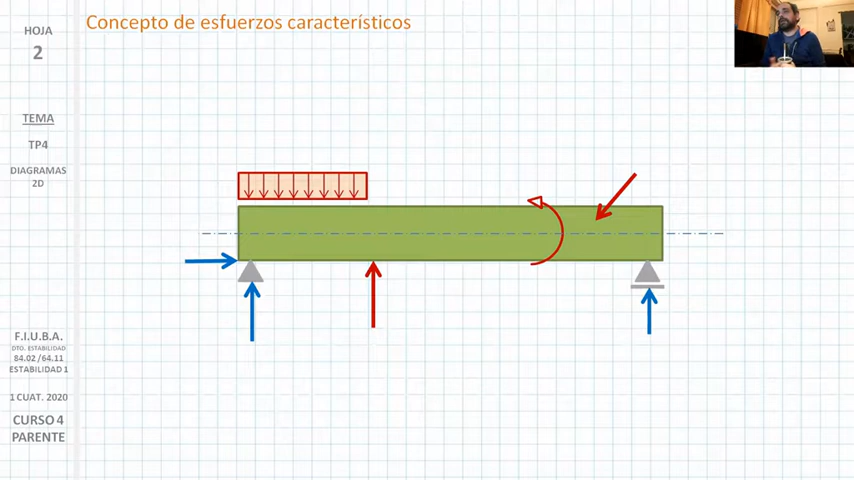 Concepto de esfuerzos característicos
HOJA
2
TEMA
TP4
DIAGRAMAS
2D
F.I.U.B.A.
DTO. ESTABILIDAD
84.02 /64.11
ESTABILIDAD 1
1 CUAT. 2020
CURSO 4
PARENTE